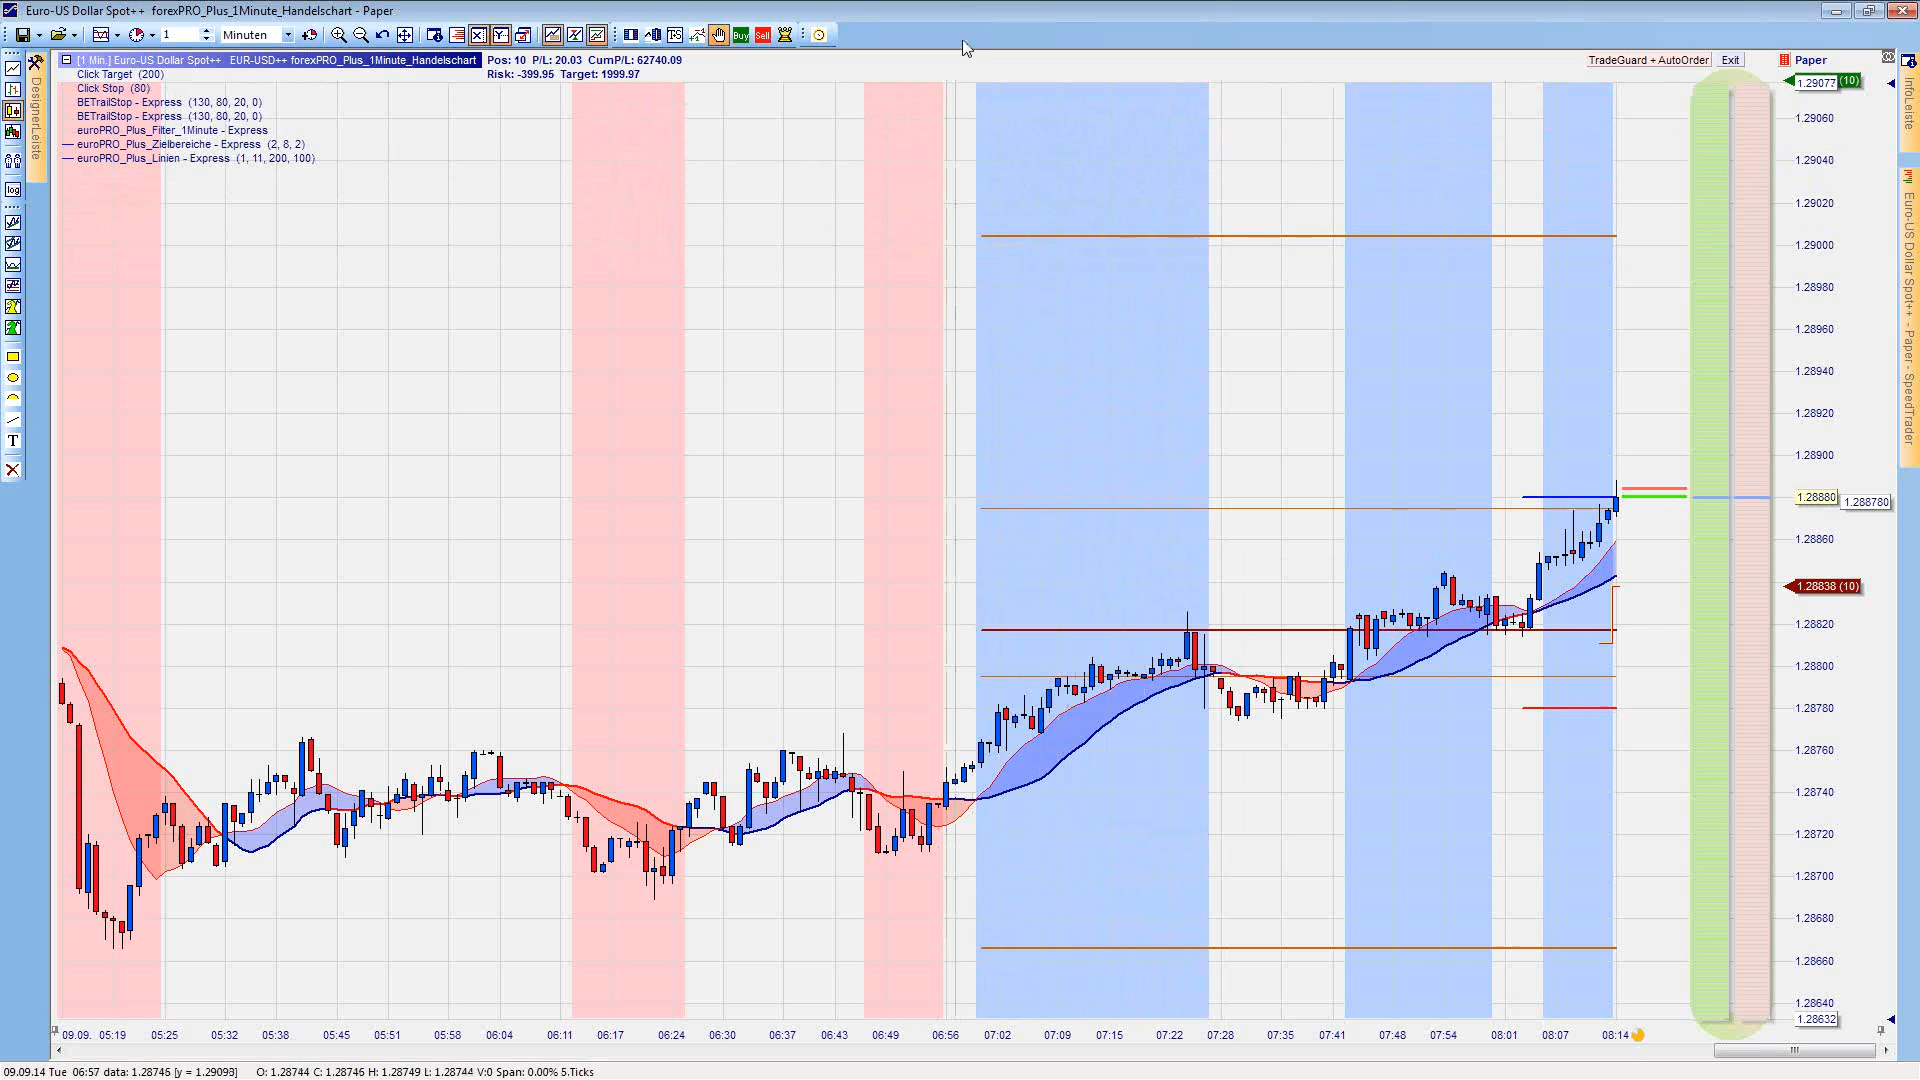 Euro-US Dollar Spot++ forexPRO_Plus_1Minute_Handelschart - Paper
1 Minuten Buy Sell
[1 Min.] Euro-US Dollar Spot++ EUR-USD++ forexPRO_Plus_1Minute_Handelschart Pos: 10 P/L: 20.03 CumP/L: 62740.09
Risk: -399.95 Target: 1999.97
TradeGuard + AutoOrder Exit Paper
Click Target (200)
Click Stop (80)
BETrailStop - Express (130, 80, 20, 0)
BETrailStop - Express (130, 80, 20, 0)
euroPRO_Plus_Filter_1Minute - Express
euroPRO_Plus_Zielbereiche - Express (2, 8, 2)
euroPRO_Plus_Linien - Express (1, 11, 200, 100)
DesignerLeiste
log
T
InfoLeiste
Euro-US Dollar Spot++ - Paper - SpeedTrader
1.29077 (10)
1.29060
1.29040
1.29020
1.29000
1.28980
1.28960
1.28940
1.28920
1.28900
1.28880 1.288780
1.28860
1.28838 (10)
1.28820
1.28800
1.28780
1.28760
1.28740
1.28720
1.28700
1.28680
1.28660
1.28640
1.28632
09.09. 05:19 05:25 05:32 05:38 05:45 05:51 05:58 06:04 06:11 06:17 06:24 06:30 06:37 06:43 06:49 06:56 07:02 07:09 07:15 07:22 07:28 07:35 07:41 07:48 07:54 08:01 08:07 08:14
09.09.14 Tue 06:57 data: 1.28746 [y = 1.29098] O: 1.28744 C: 1.28746 H: 1.28749 L: 1.28744 V:0 Span: 0.00% 5.Ticks